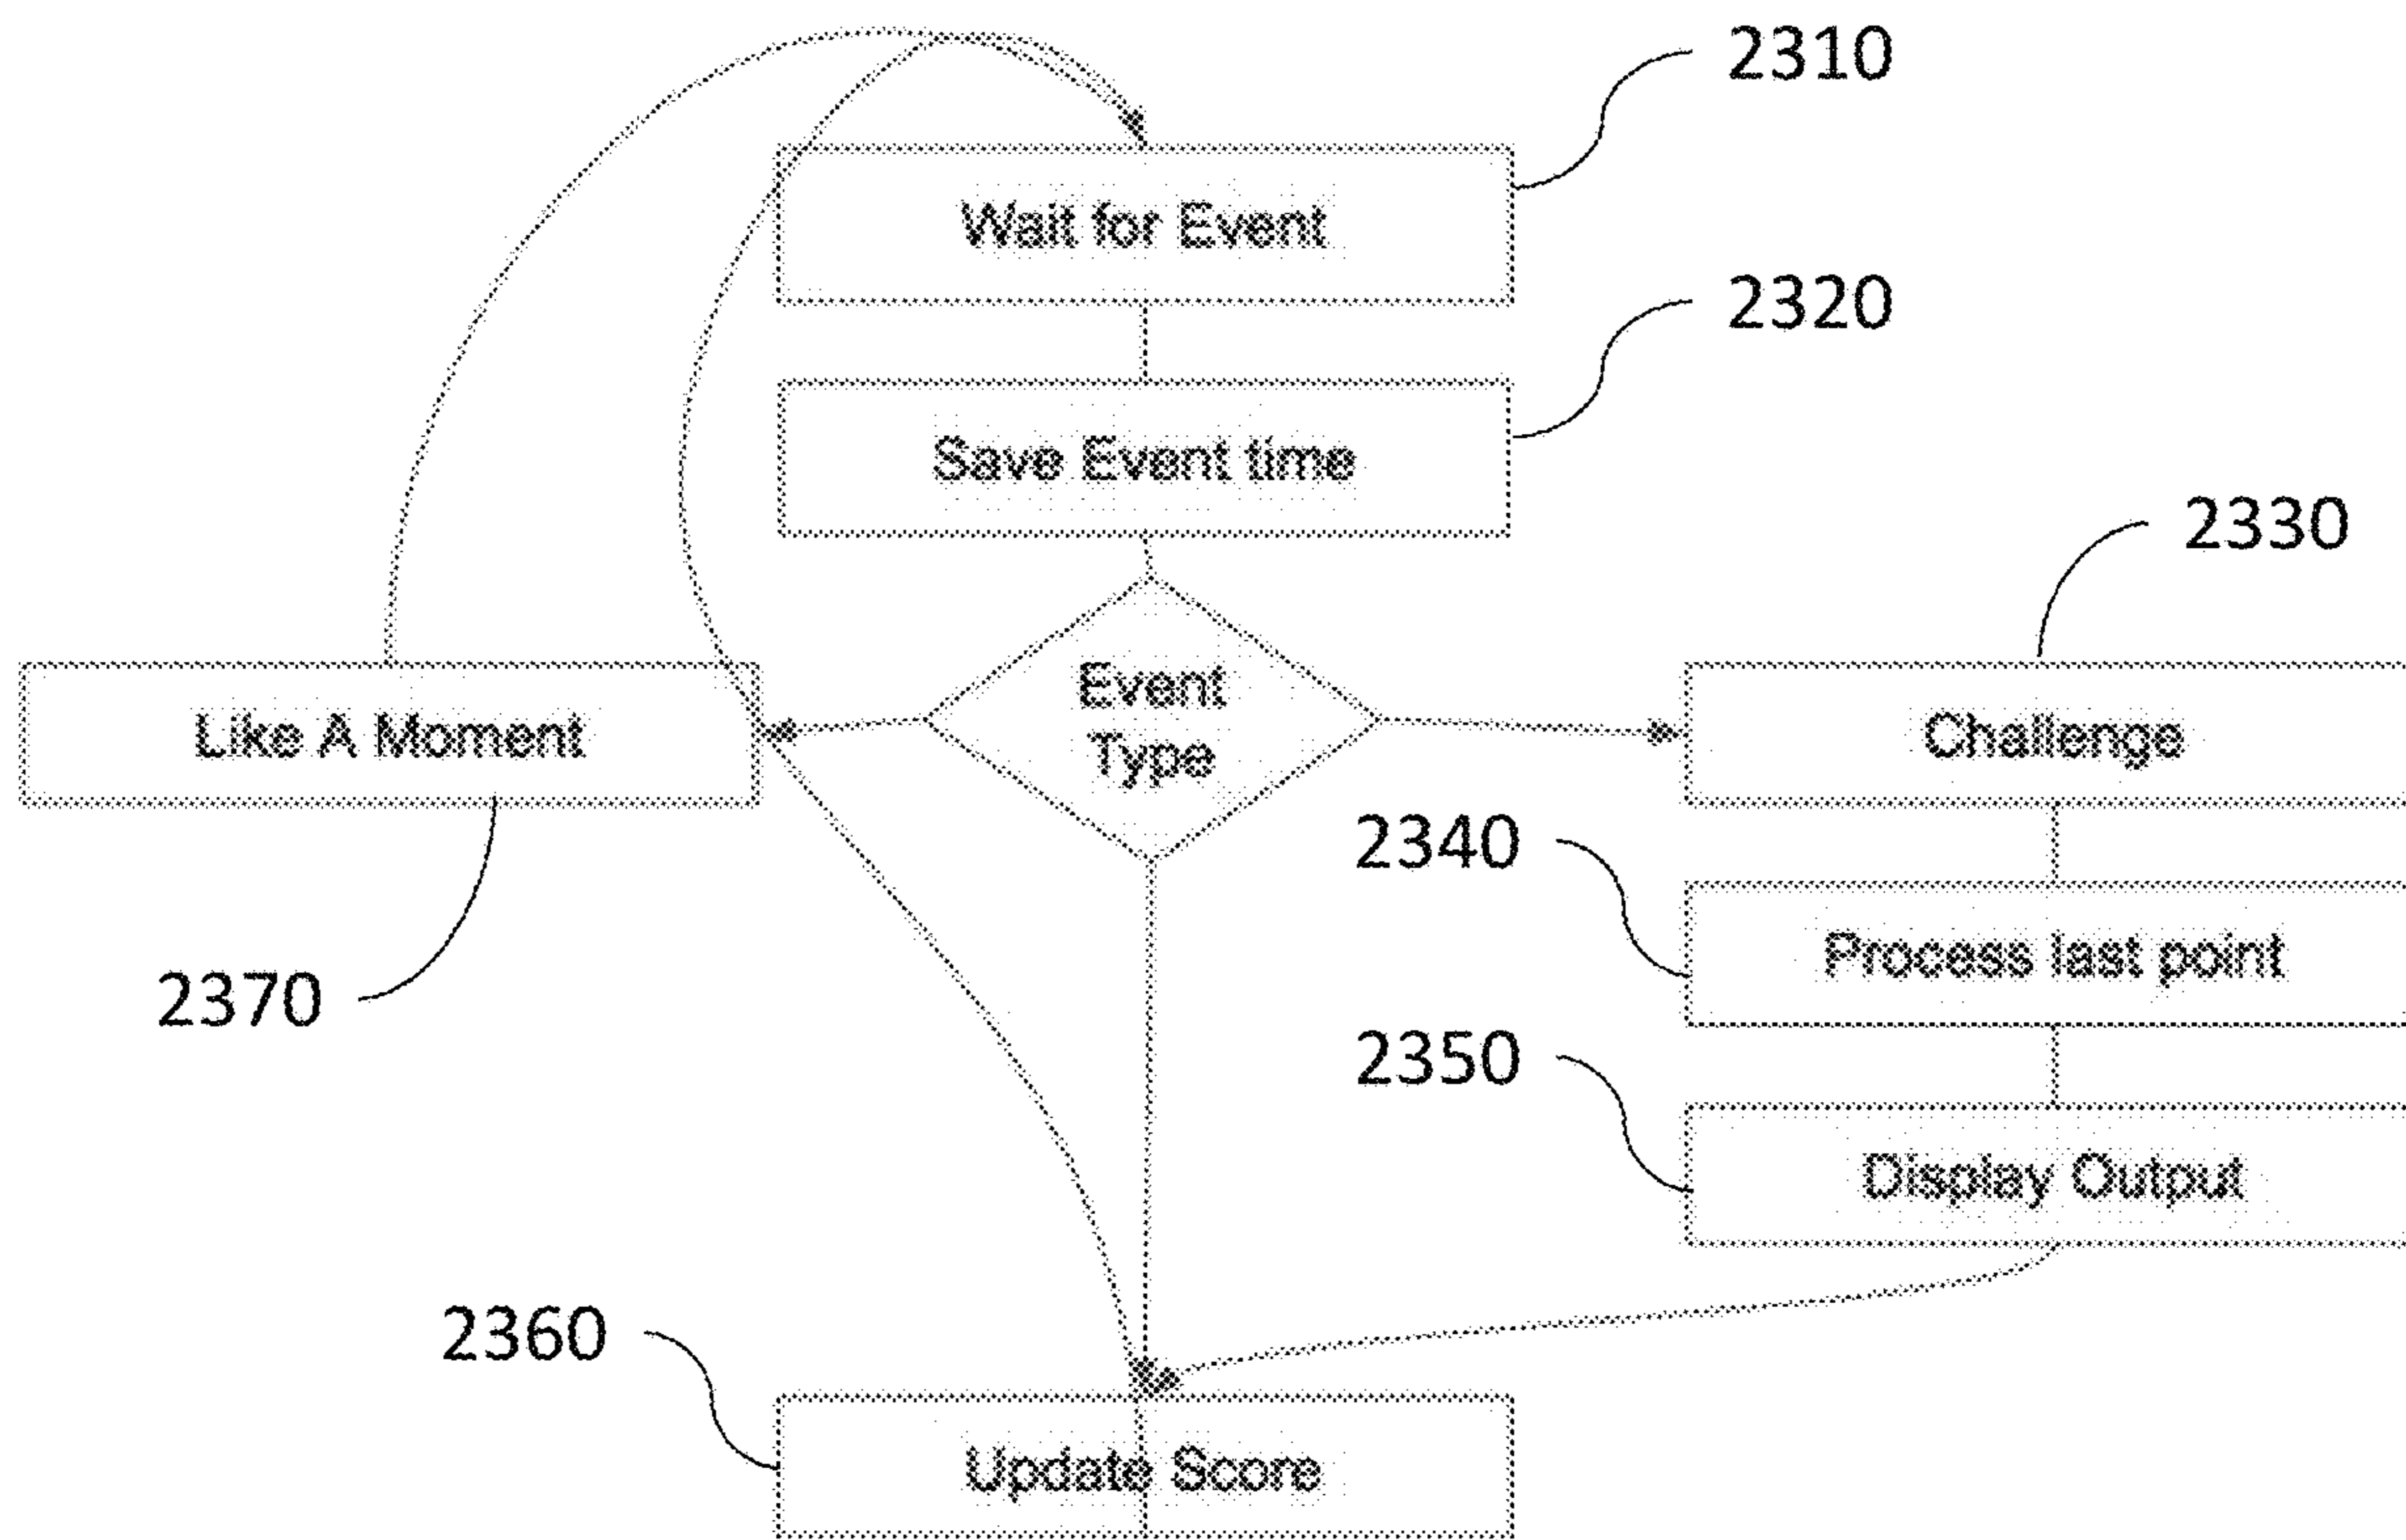 2310
Wait for Event
2320
Save Event time
2330
Event
Type
Like A Moment
Challenge
2340
Process last point
2370
2350
Display Output
2360
Update Score